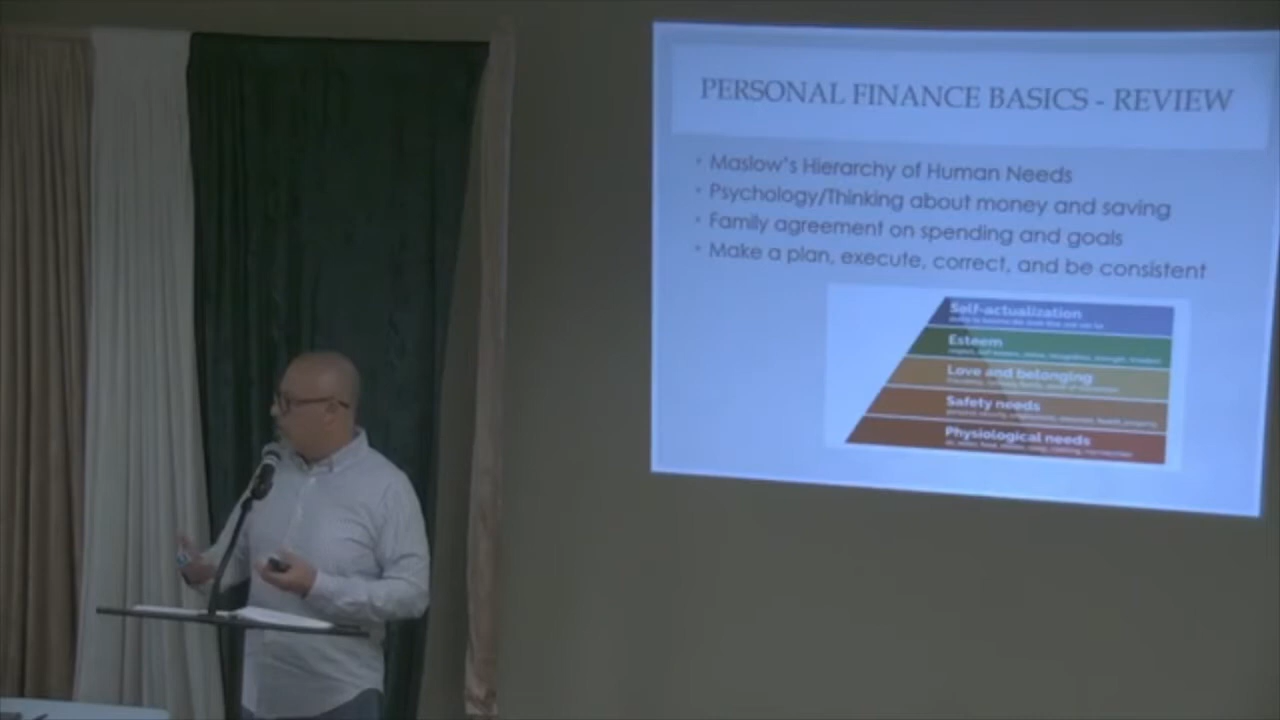 PERSONAL FINANCE BASICS - REVIEW
• Maslow's Hierarchy of Human Needs
• Psychology/Thinking about money and saving
• Family agreement on spending and goals
• Make a plan, execute, correct, and be consistent
Self-actualization
Esteem
Love and belonging
Safety needs
Physiological needs